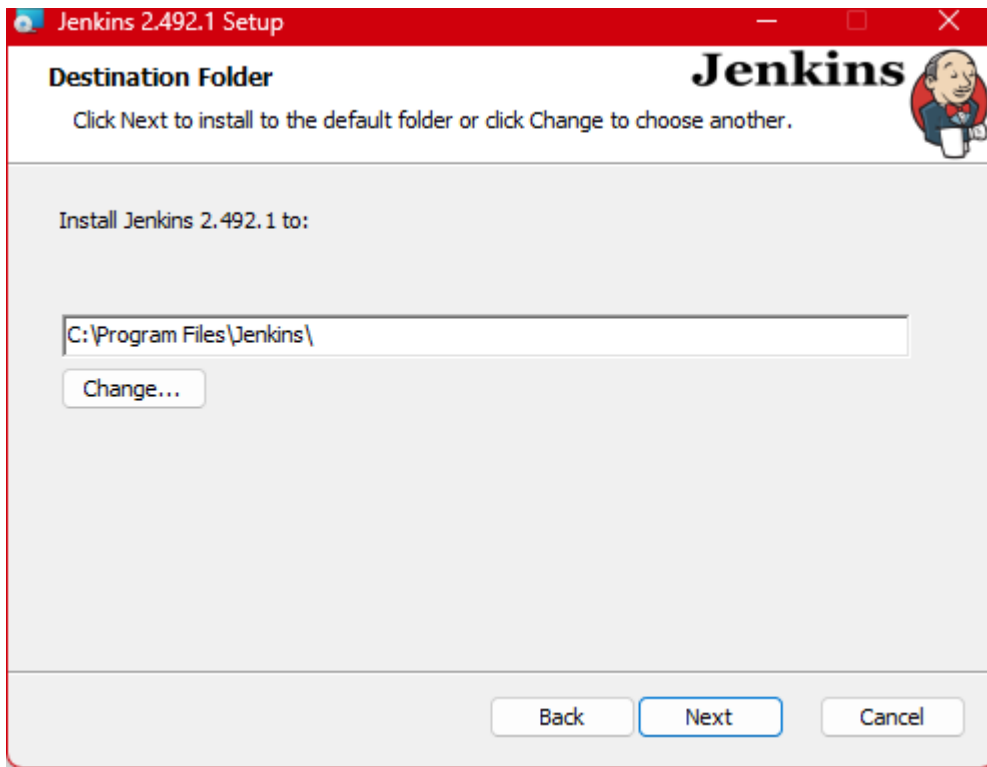 Jenkins 2.492.1 Setup
Jenkins
Destination Folder
Click Next to install to the default folder or click Change to choose another.
Install Jenkins 2.492.1 to:
C:\Program Files\Jenkins\
Change...
Back Next Cancel